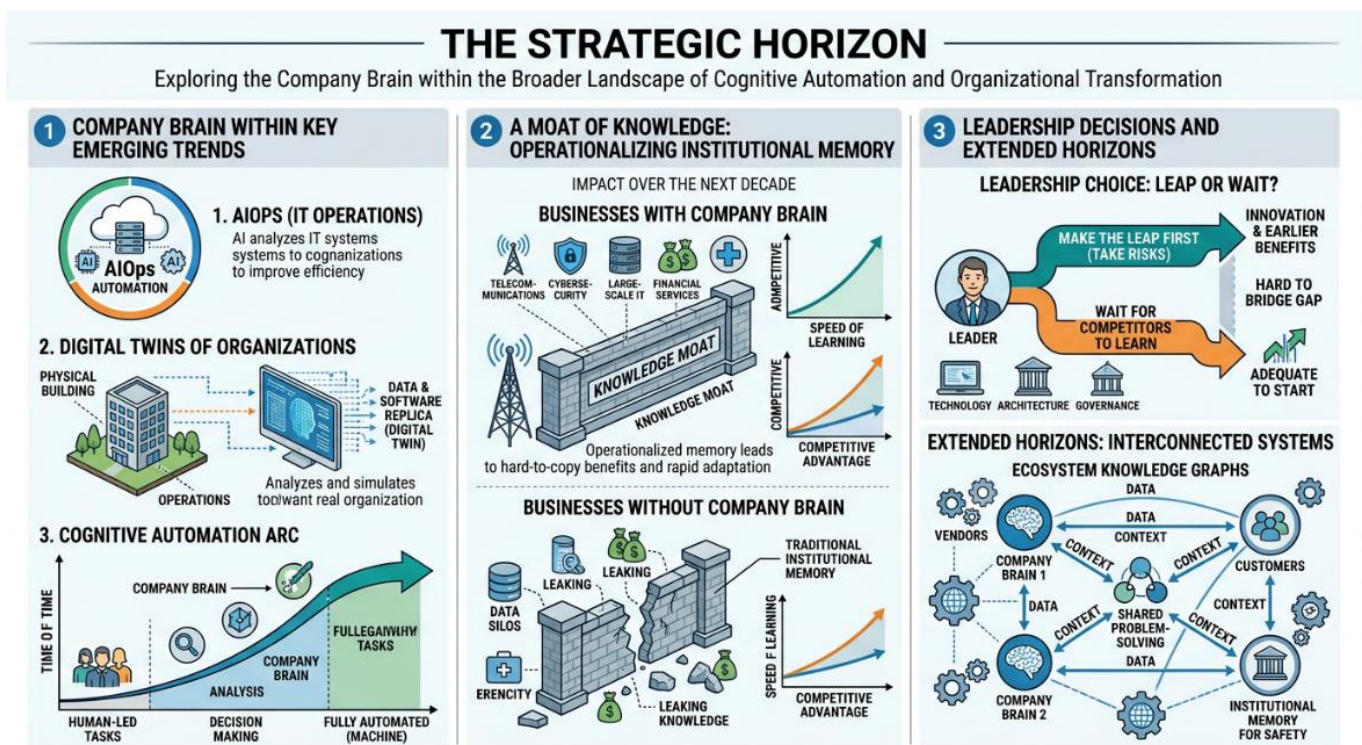 THE STRATEGIC HORIZON
Exploring the Company Brain within the Broader Landscape of Cognitive Automation and Organizational Transformation
1 COMPANY BRAIN WITHIN KEY
EMERGING TRENDS
AI
AI
AIOps
AUTOMATION
1. AIOPS (IT OPERATIONS)
AI analyzes IT systems
systems to cognanizations
to improve efficiency
2. DIGITAL TWINS OF ORGANIZATIONS
PHYSICAL
BUILDING
OPERATIONS
DATA &
SOFTWARE
REPLICA
(DIGITAL
TWIN)
Analyzes and simulates
real organization
3. COGNITIVE AUTOMATION ARC
TIME OF TIME
COMPANY BRAIN
ANALYSIS
COMPANY
BRAIN
TASKS
HUMAN-LED
TASKS
DECISION
MAKING
FULLY AUTOMATED
(MACHINE)
2 A MOAT OF KNOWLEDGE:
OPERATIONALIZING INSTITUTIONAL MEMORY
IMPACT OVER THE NEXT DECADE
BUSINESSES WITH COMPANY BRAIN
TELECOM-
MUNICATIONS
CYBERSE-
CURITY
LARGE-
SCALE IT
FINANCIAL
SERVICES
KNOWLEDGE MOAT
KNOWLEDGE MOAT
Operationalized memory leads
to hard-to-copy benefits and rapid adaptation
ADMPETITIVE
SPEED OF
LEARNING
COMPETITIVE
COMPETITIVE
ADVANTAGE
BUSINESSES WITHOUT COMPANY BRAIN
DATA
SILOS
LEAKING
LEAKING
TRADITIONAL
INSTITUTIONAL
MEMORY
ERENCITY
LEAKING
KNOWLEDGE
SPEED F LEARNING
COMPETITIVE
ADVANTAGE
3 LEADERSHIP DECISIONS AND
EXTENDED HORIZONS
LEADERSHIP CHOICE: LEAP OR WAIT?
LEADER
MAKE THE LEAP FIRST
(TAKE RISKS)
WAIT FOR
COMPETITORS
TO LEARN
INNOVATION
& EARLIER
BENEFITS
HARD TO
BRIDGE GAP
ADEQUATE
TO START
TECHNOLOGY
ARCHITECTURE
GOVERNANCE
EXTENDED HORIZONS: INTERCONNECTED SYSTEMS
ECOSYSTEM KNOWLEDGE GRAPHS
VENDORS
COMPANY
BRAIN 1
DATA
DATA
CONTEXT
CUSTOMERS
CONTEXT
CONTEXT
DATA
SHARED
PROBLEM-
SOLVING
CONTEXT
CONTEXT
CONTEXT
DATA
COMPANY
BRAIN 2
INSTITUTIONAL
MEMORY
FOR SAFETY